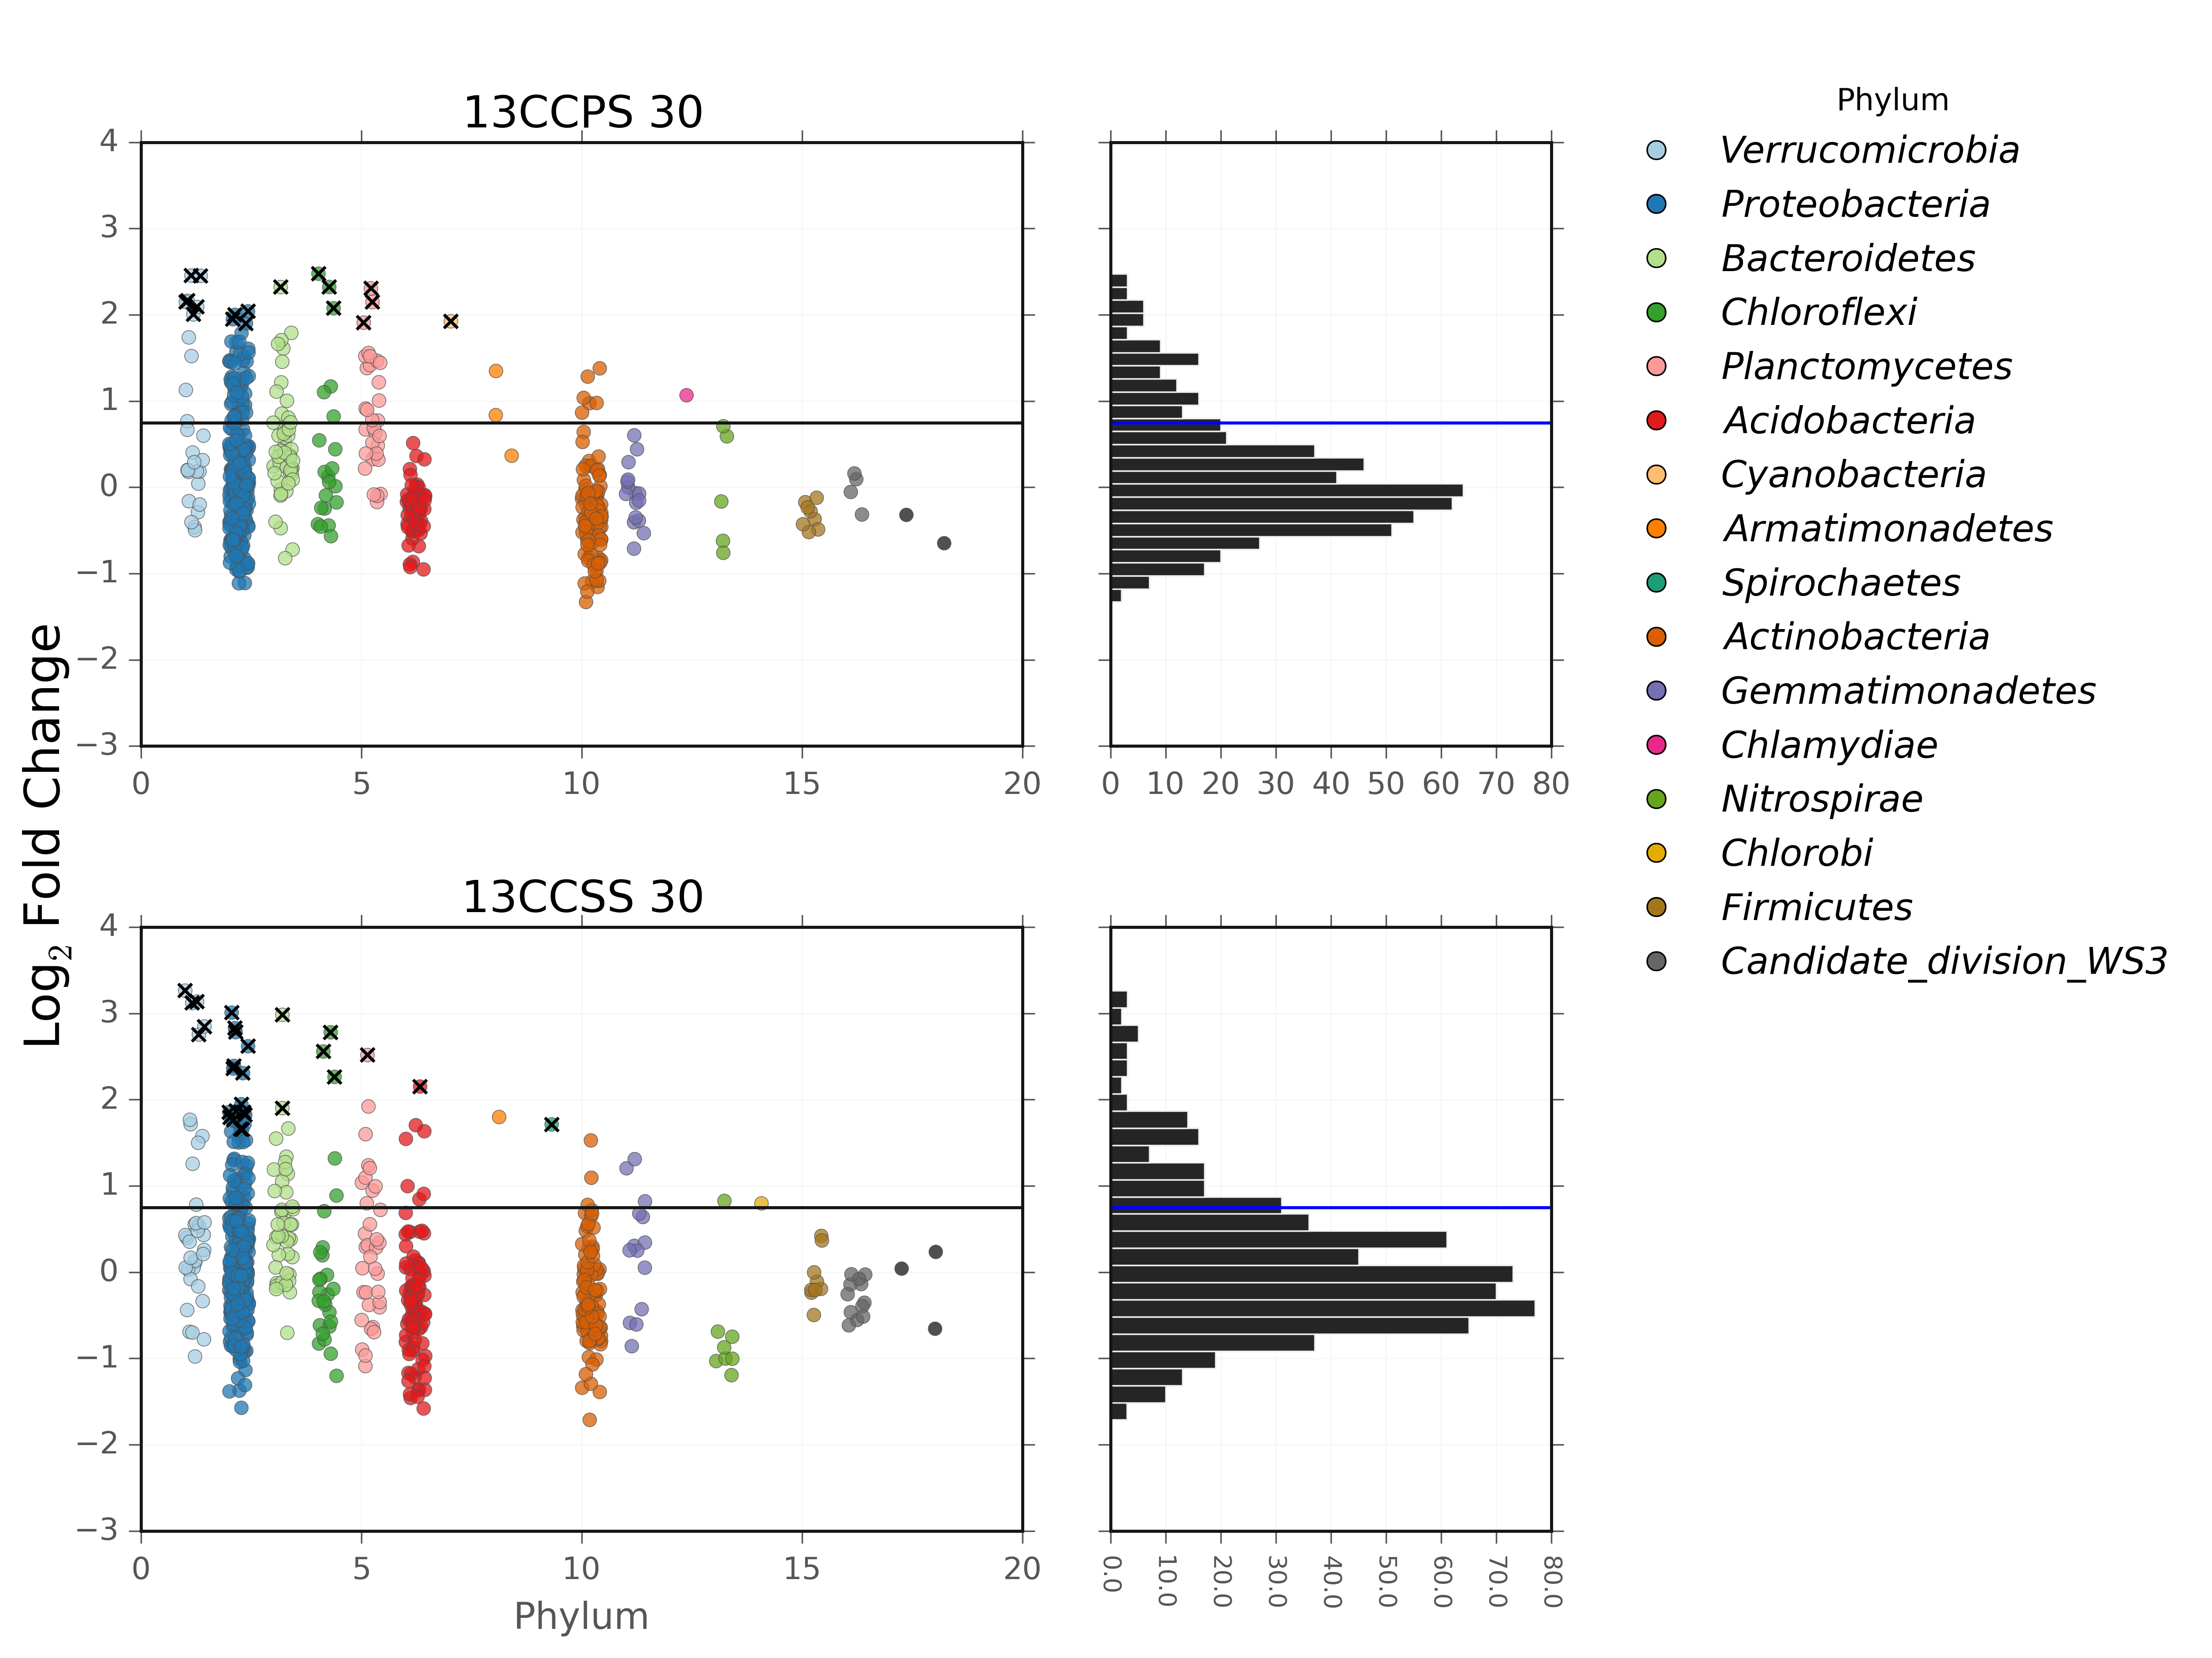 13CCPS 30
4
3
2
1
0
−1
−2
−3
0 5 10 15 20
0 10 20 30 40 50 60 70 80
Log2 Fold Change
13CCSS 30
4
3
2
1
0
−1
−2
−3
0 5 10 15 20
Phylum
0.0 10.0 20.0 30.0 40.0 50.0 60.0 70.0 80.0
Phylum
Verrucomicrobia
Proteobacteria
Bacteroidetes
Chloroflexi
Planctomycetes
Acidobacteria
Cyanobacteria
Armatimonadetes
Spirochaetes
Actinobacteria
Gemmatimonadetes
Chlamydiae
Nitrospirae
Chlorobi
Firmicutes
Candidate_division_WS3